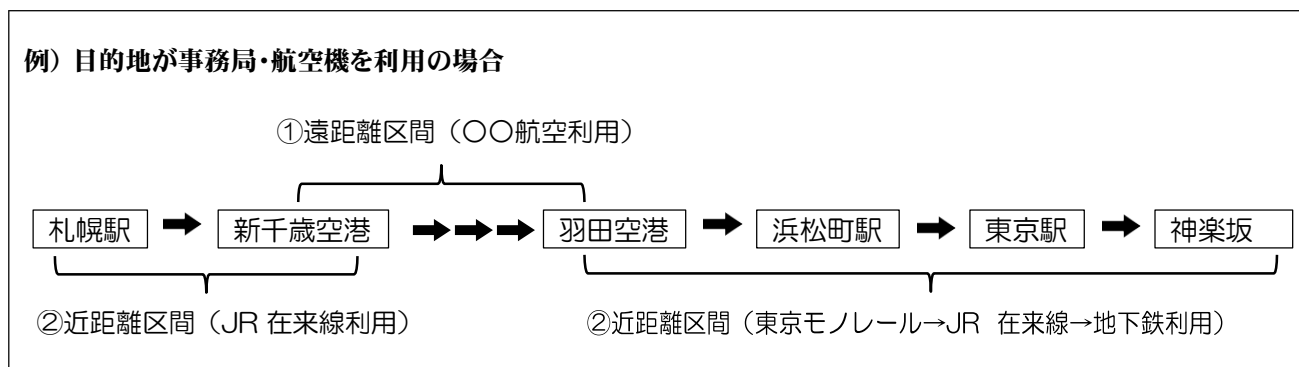 例）目的地が事務局・航空機を利用の場合
①遠距離区間（〇〇航空利用）
札幌駅 ➡ 新千歳空港 ➡➡➡ 羽田空港 ➡ 浜松町駅 ➡ 東京駅 ➡ 神楽坂
②近距離区間（JR 在来線利用）
②近距離区間（東京モノレール→JR 在来線→地下鉄利用）